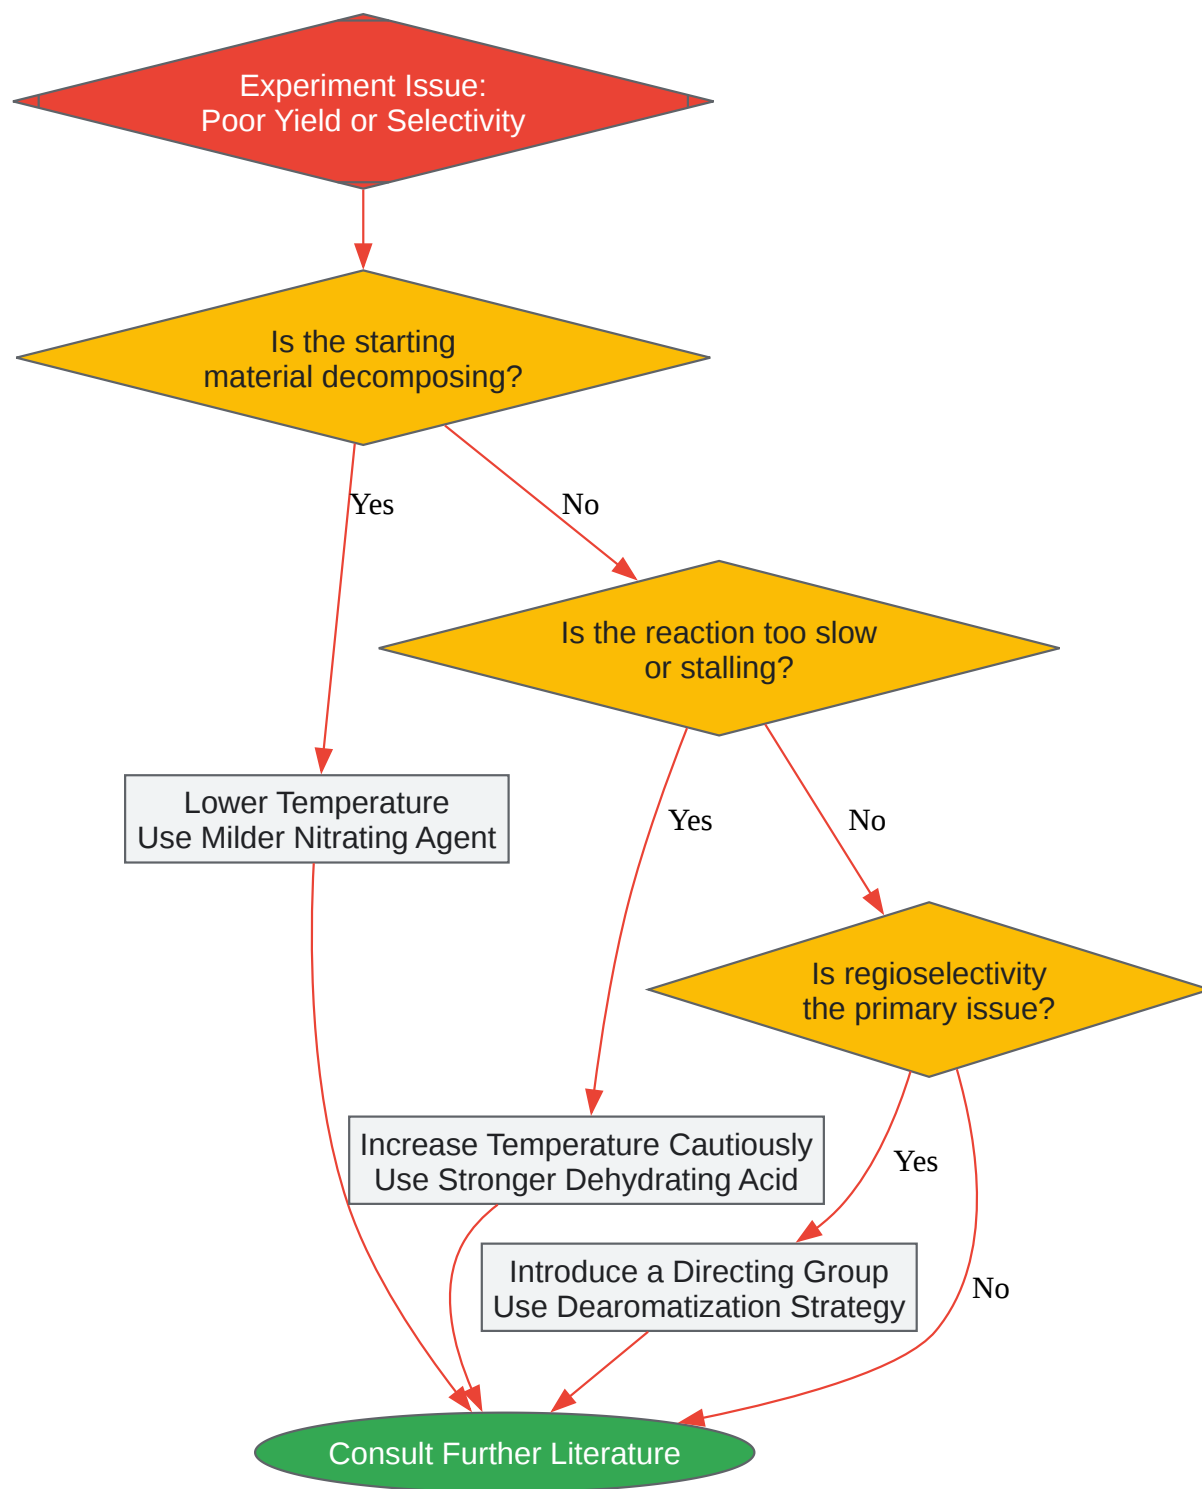 Experiment Issue:
Poor Yield or Selectivity
Is the starting
material decomposing?
Yes
No
Is the reaction too slow
or stalling?
Lower Temperature
Use Milder Nitrating Agent
Yes
No
Is regioselectivity
the primary issue?
Increase Temperature Cautiously
Use Stronger Dehydrating Acid
Yes
Introduce a Directing Group
Use Dearomatization Strategy
No
Consult Further Literature